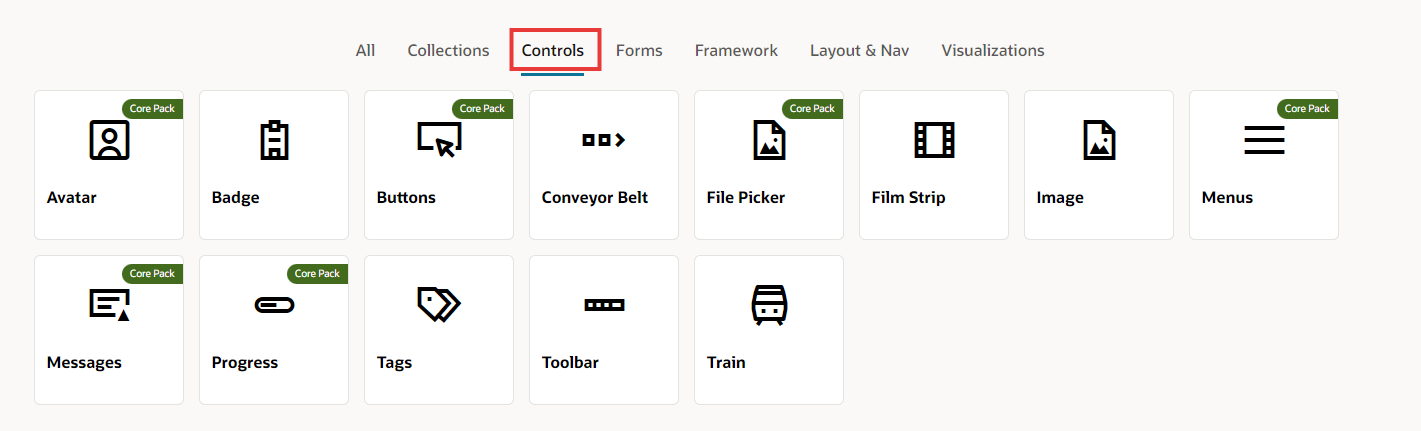 All Collections Controls Forms Framework Layout & Nav Visualizations
Core Pack Core Pack Core Pack Core Pack
Avatar Badge Buttons Conveyor Belt File Picker Film Strip Image Menus
Core Pack Core Pack
Messages Progress Tags Toolbar Train